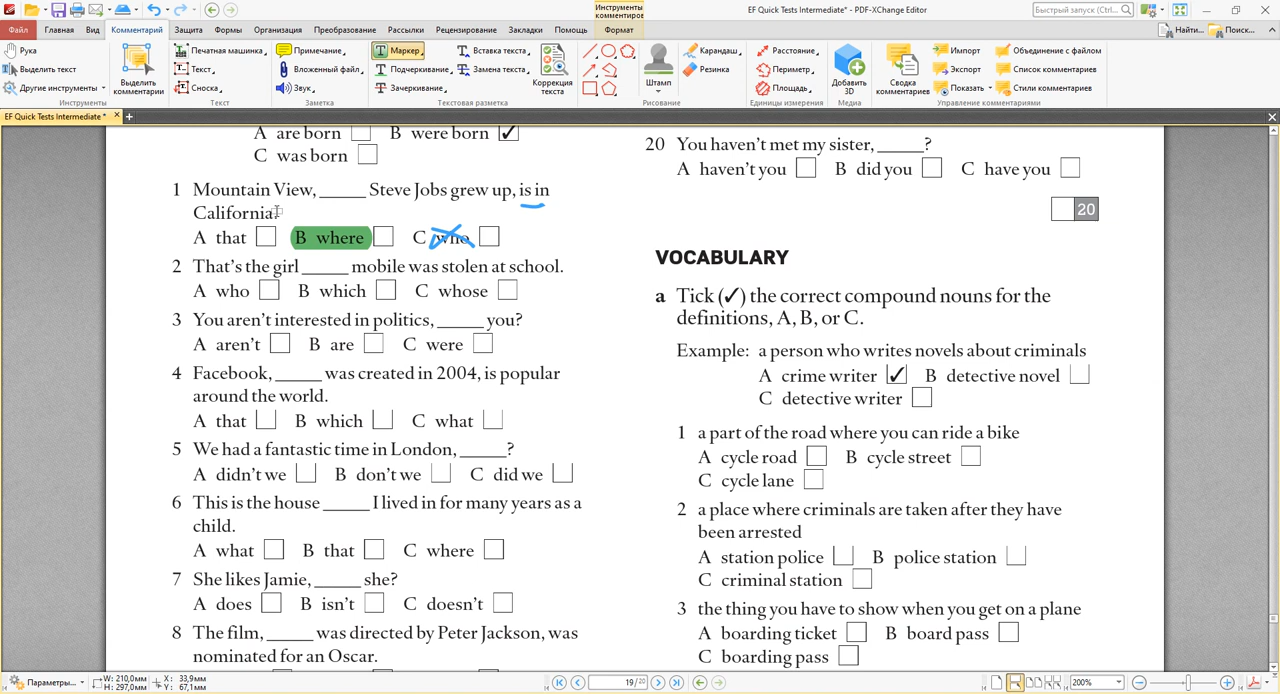 Инструменты комментиров
EF Quick Tests Intermediate* - PDF-XChange Editor
Быстрый запуск (Ctrl...
Файл Главная Вид Комментарий Защита Формы Организация Преобразование Рассылки Рецензирование Закладки Помощь Формат Найти... Поиск...
Рука
Выделить текст
Другие инструменты
Инструменты
Выделить комментарии
Печатная машинка
Текст
Сноска
Текст
Примечание
Вложенный файл
Звук
Заметка
Маркер
Подчеркивание
Зачеркивание
Вставка текста
Замена текста
Коррекция текста
Текстовая разметка
Штамп
Карандаш
Резинка
Рисование
Расстояние
Периметр
Площадь
Единицы измерения
Добавить 3D
Медиа
Сводка комментариев
Импорт
Экспорт
Показать
Объединение с файлом
Список комментариев
Стили комментариев
Управление комментариями
EF Quick Tests Intermediate *
A are born B were born ✓
C was born
1 Mountain View, _____ Steve Jobs grew up, is in
California.
A that B where C who
2 That's the girl _____ mobile was stolen at school.
A who B which C whose
3 You aren't interested in politics, _____ you?
A aren't B are C were
4 Facebook, _____ was created in 2004, is popular
around the world.
A that B which C what
5 We had a fantastic time in London, _____?
A didn't we B don't we C did we
6 This is the house _____ I lived in for many years as a
child.
A what B that C where
7 She likes Jamie, _____ she?
A does B isn't C doesn't
8 The film, _____ was directed by Peter Jackson, was
nominated for an Oscar.
20 You haven't met my sister, _____?
A haven't you B did you C have you
20
VOCABULARY
a Tick (✓) the correct compound nouns for the
definitions, A, B, or C.
Example: a person who writes novels about criminals
A crime writer ✓ B detective novel
C detective writer
1 a part of the road where you can ride a bike
A cycle road B cycle street
C cycle lane
2 a place where criminals are taken after they have
been arrested
A station police B police station
C criminal station
3 the thing you have to show when you get on a plane
A boarding ticket B board pass
C boarding pass
Параметры...
W: 210,0mm
H: 297,0mm
X: 33,9mm
Y: 67,1mm
19/20
200%